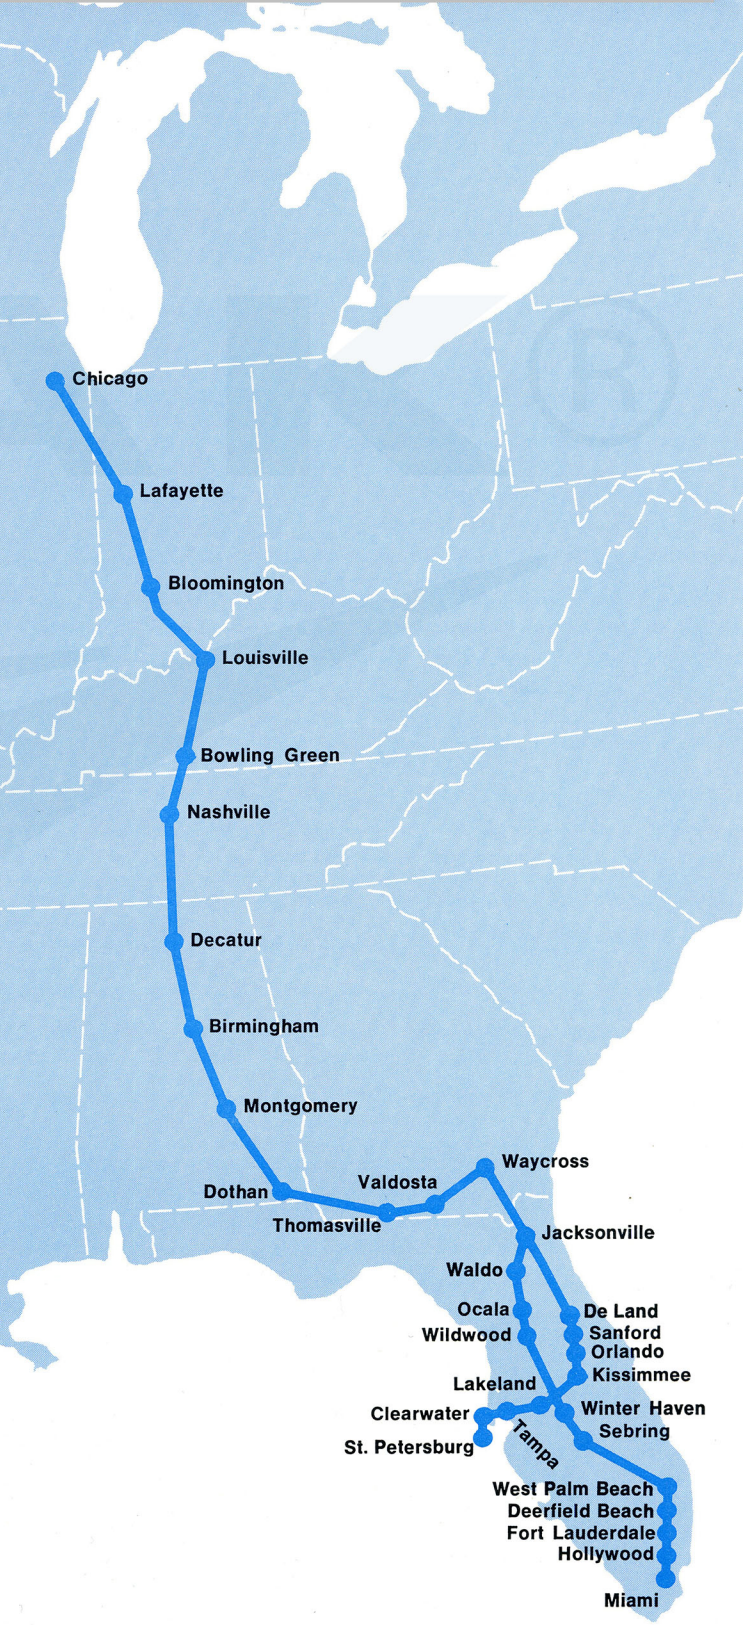 ®
Chicago
Lafayette
Bloomington
Louisville
Bowling Green
Nashville
Decatur
Birmingham
Montgomery
Waycross
Valdosta
Dothan
Thomasville
Jacksonville
Waldo
Ocala
De Land
Wildwood
Sanford
Orlando
Kissimmee
Lakeland
Clearwater
Winter Haven
Sebring
Tampa
St. Petersburg
West Palm Beach
Deerfield Beach
Fort Lauderdale
Hollywood
Miami